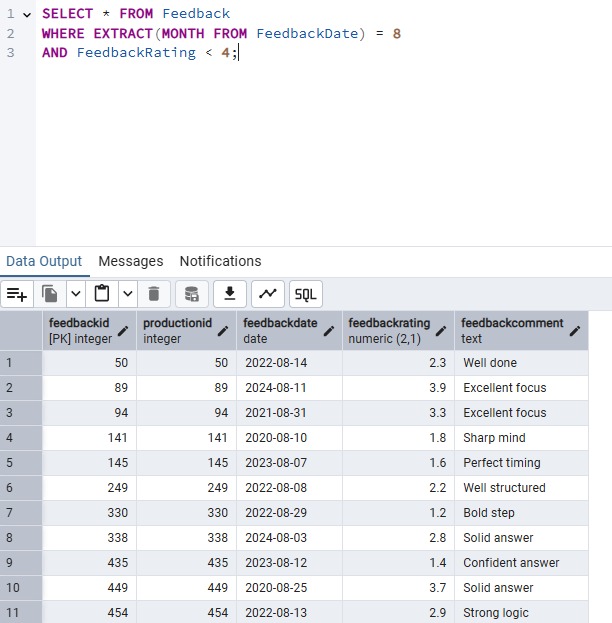 1 SELECT * FROM Feedback
2 WHERE EXTRACT(MONTH FROM FeedbackDate) = 8
3 AND FeedbackRating < 4;
Data Output Messages Notifications
SQL
feedbackid productionid feedbackdate feedbackrating feedbackcomment
[PK] integer integer date numeric (2,1) text
1 50 50 2022-08-14 2.3 Well done
2 89 89 2024-08-11 3.9 Excellent focus
3 94 94 2021-08-31 3.3 Excellent focus
4 141 141 2020-08-10 1.8 Sharp mind
5 145 145 2023-08-07 1.6 Perfect timing
6 249 249 2022-08-08 2.2 Well structured
7 330 330 2022-08-29 1.2 Bold step
8 338 338 2024-08-03 2.8 Solid answer
9 435 435 2023-08-12 1.4 Confident answer
10 449 449 2020-08-25 3.7 Solid answer
11 454 454 2022-08-13 2.9 Strong logic